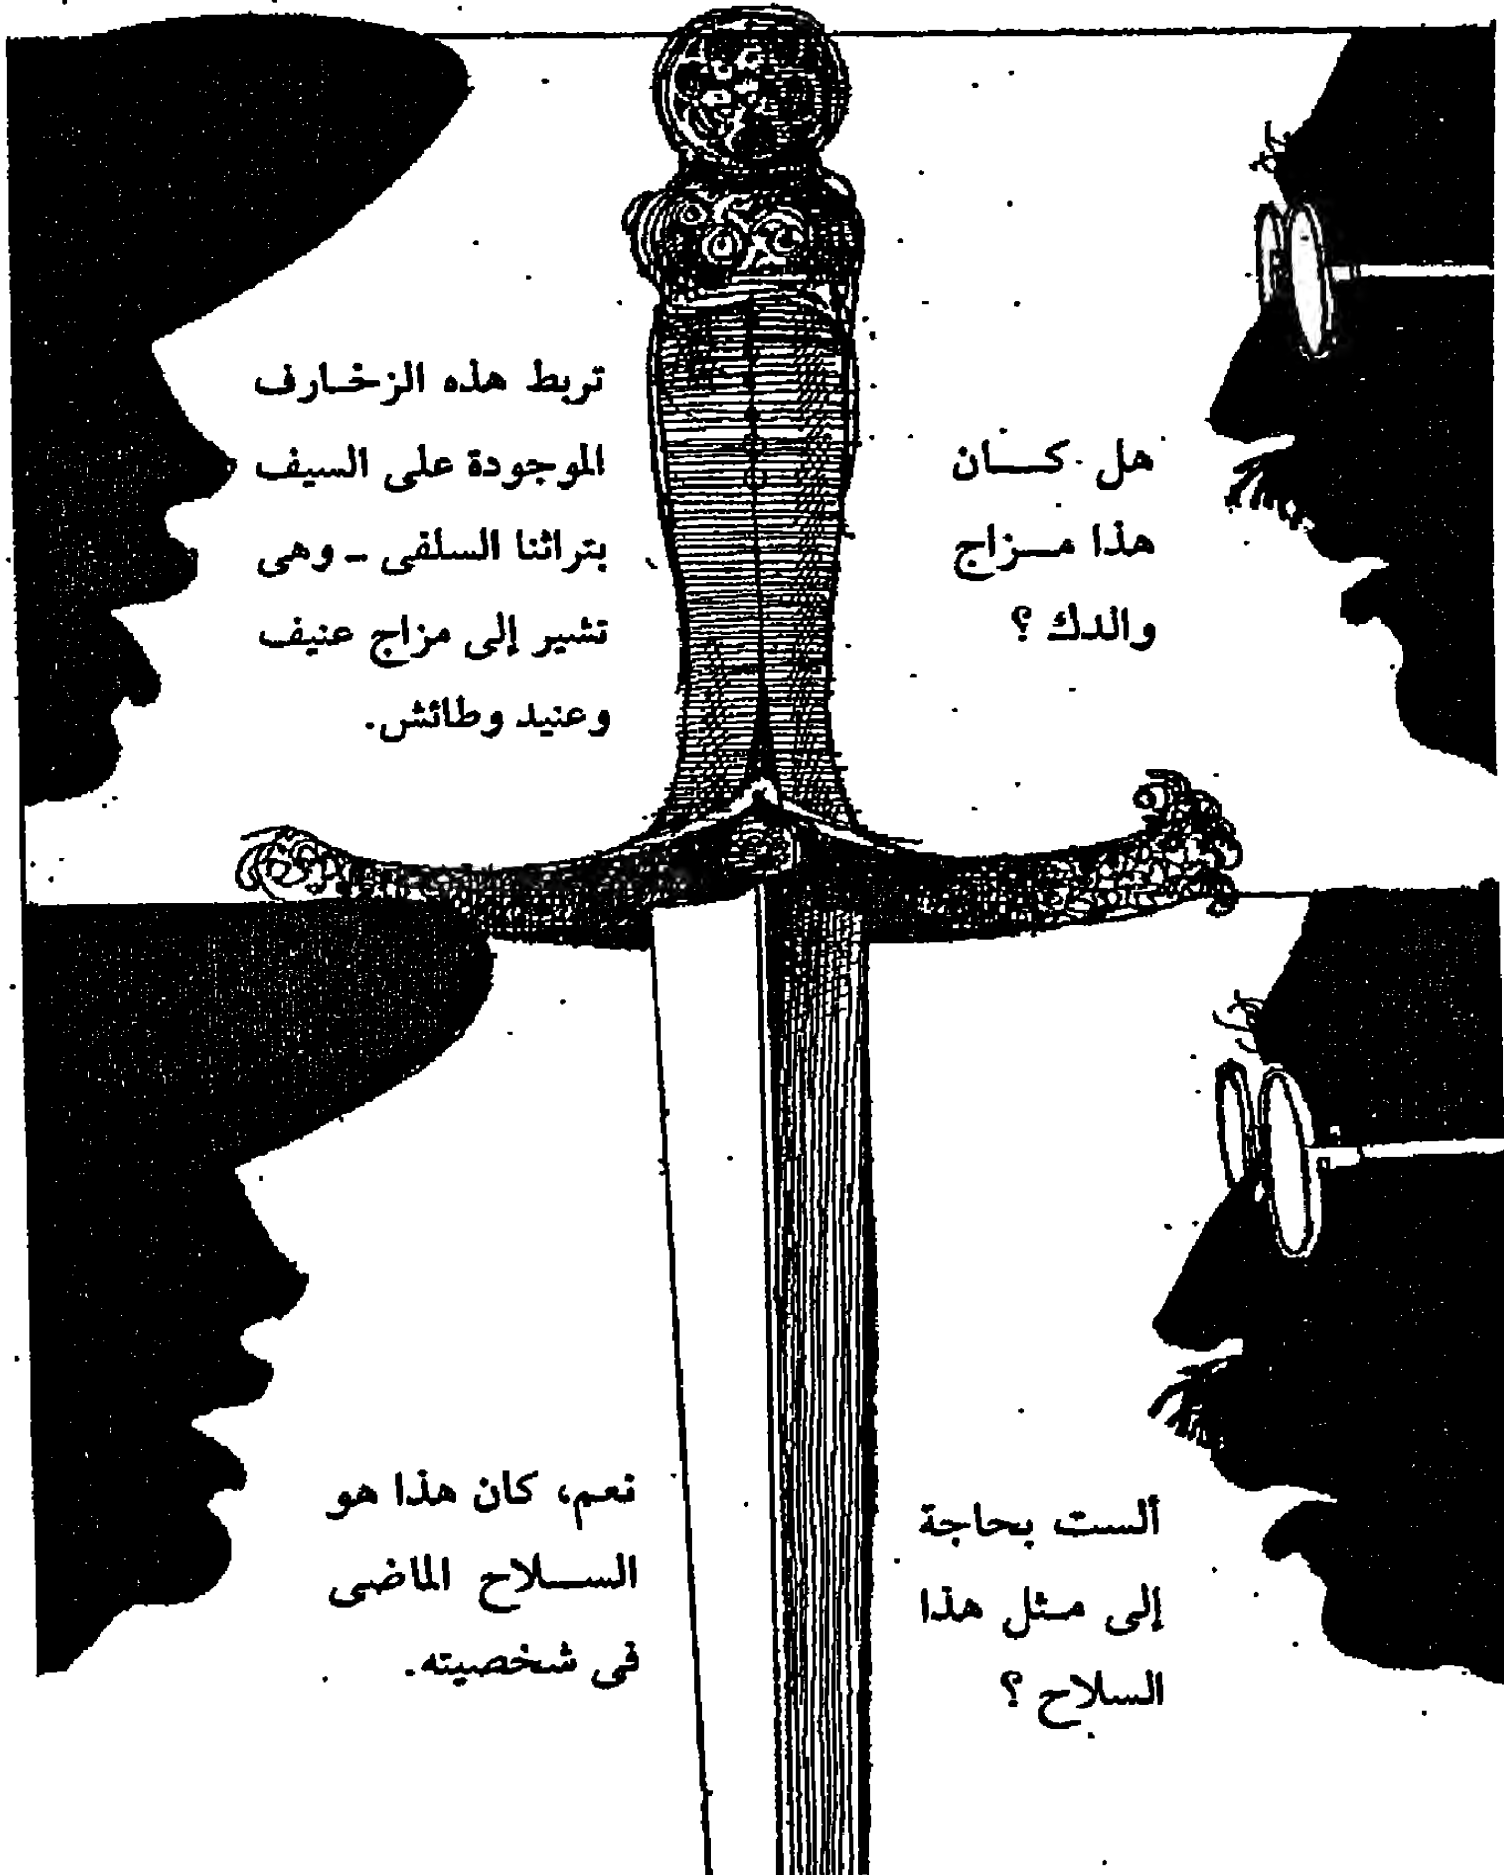 تربط هذه الزخارف
الموجودة على السيف
بتراثنا السلفى - وهى
تشير إلى مزاج عنيف
وعنيد وطائش.
هل كان
هذا مزاج
والدك ؟
نعم، كان هذا هو
السلاح الماضى
فى شخصيته.
ألست بحاجة
إلى مثل هذا
السلاح ؟